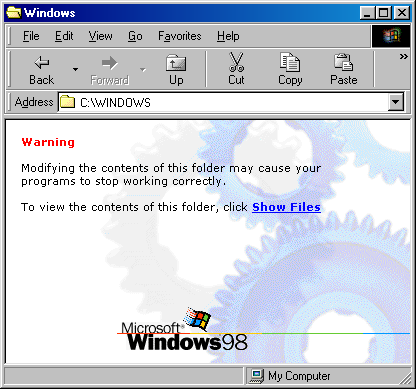 Windows
File Edit View Go Favorites Help
Back Forward Up Cut Copy Paste »
Address C:\WINDOWS
Warning
Modifying the contents of this folder may cause your
programs to stop working correctly.
To view the contents of this folder, click Show Files
Microsoft®
Windows98
My Computer